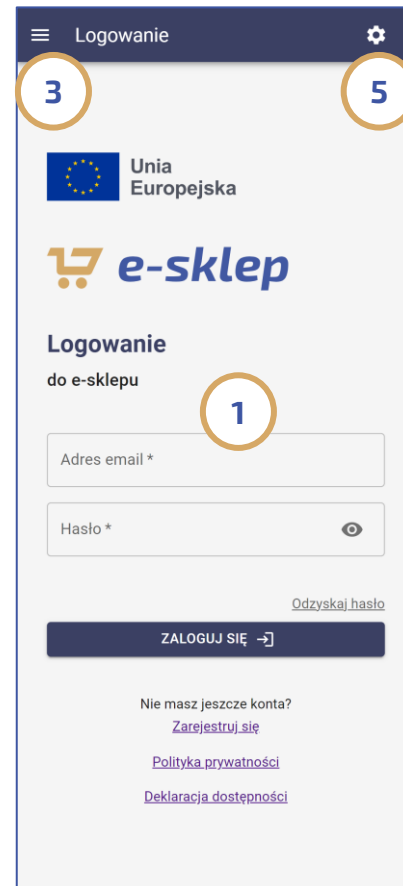 Logowanie
3
5
Unia
Europejska
e-sklep
Logowanie
do e-sklepu
1
Adres email *
Hasło *
Odzyskaj hasło
ZALOGUJ SIĘ
Nie masz jeszcze konta?
Zarejestruj się
Polityka prywatności
Deklaracja dostępności